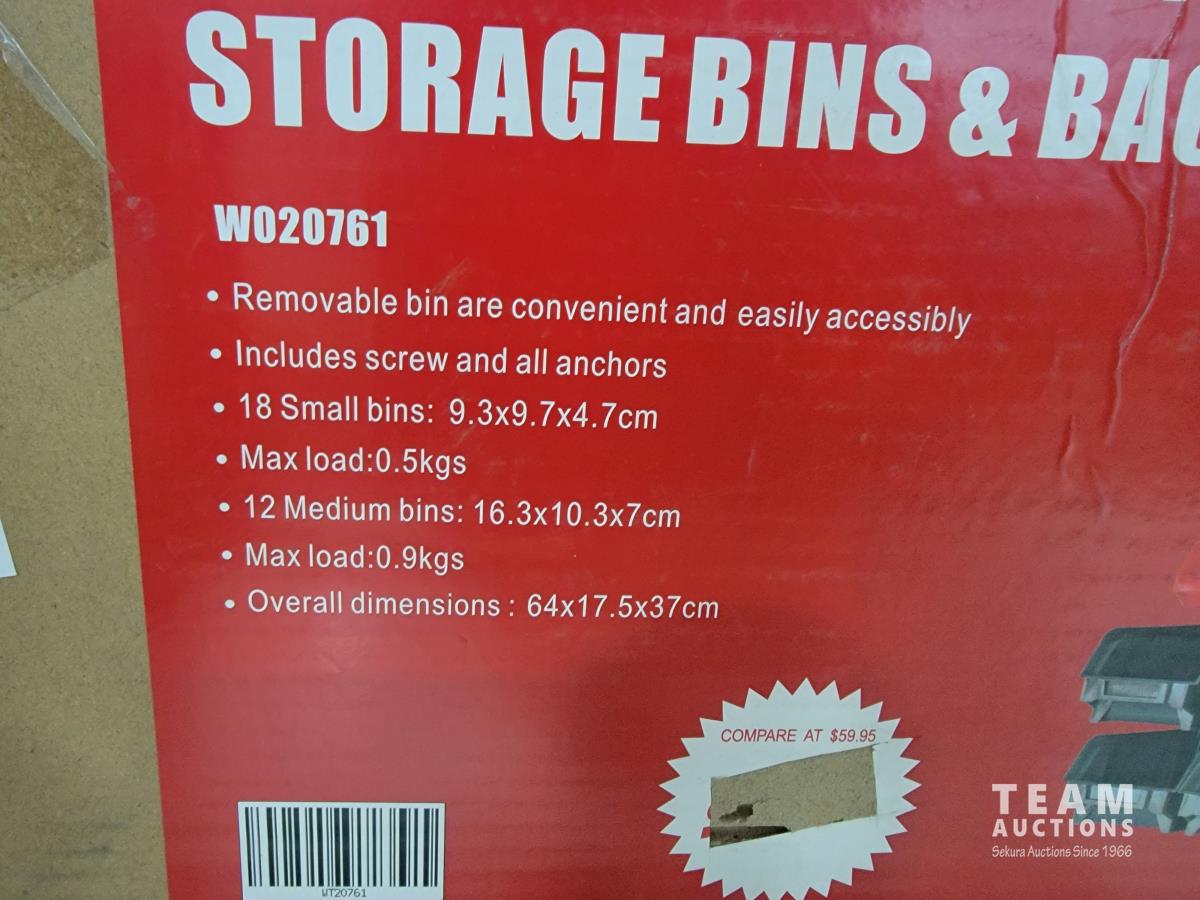 STORAGE BINS & BAC
W020761
• Removable bin are convenient and easily accessibly
• Includes screw and all anchors
• 18 Small bins: 9.3x9.7x4.7cm
• Max load:0.5kgs
• 12 Medium bins: 16.3x10.3x7cm
• Max load:0.9kgs
• Overall dimensions : 64x17.5x37cm
COMPARE AT $59.95
WT20761
TEAM
AUCTIONS
Sekura Auctions Since 1966